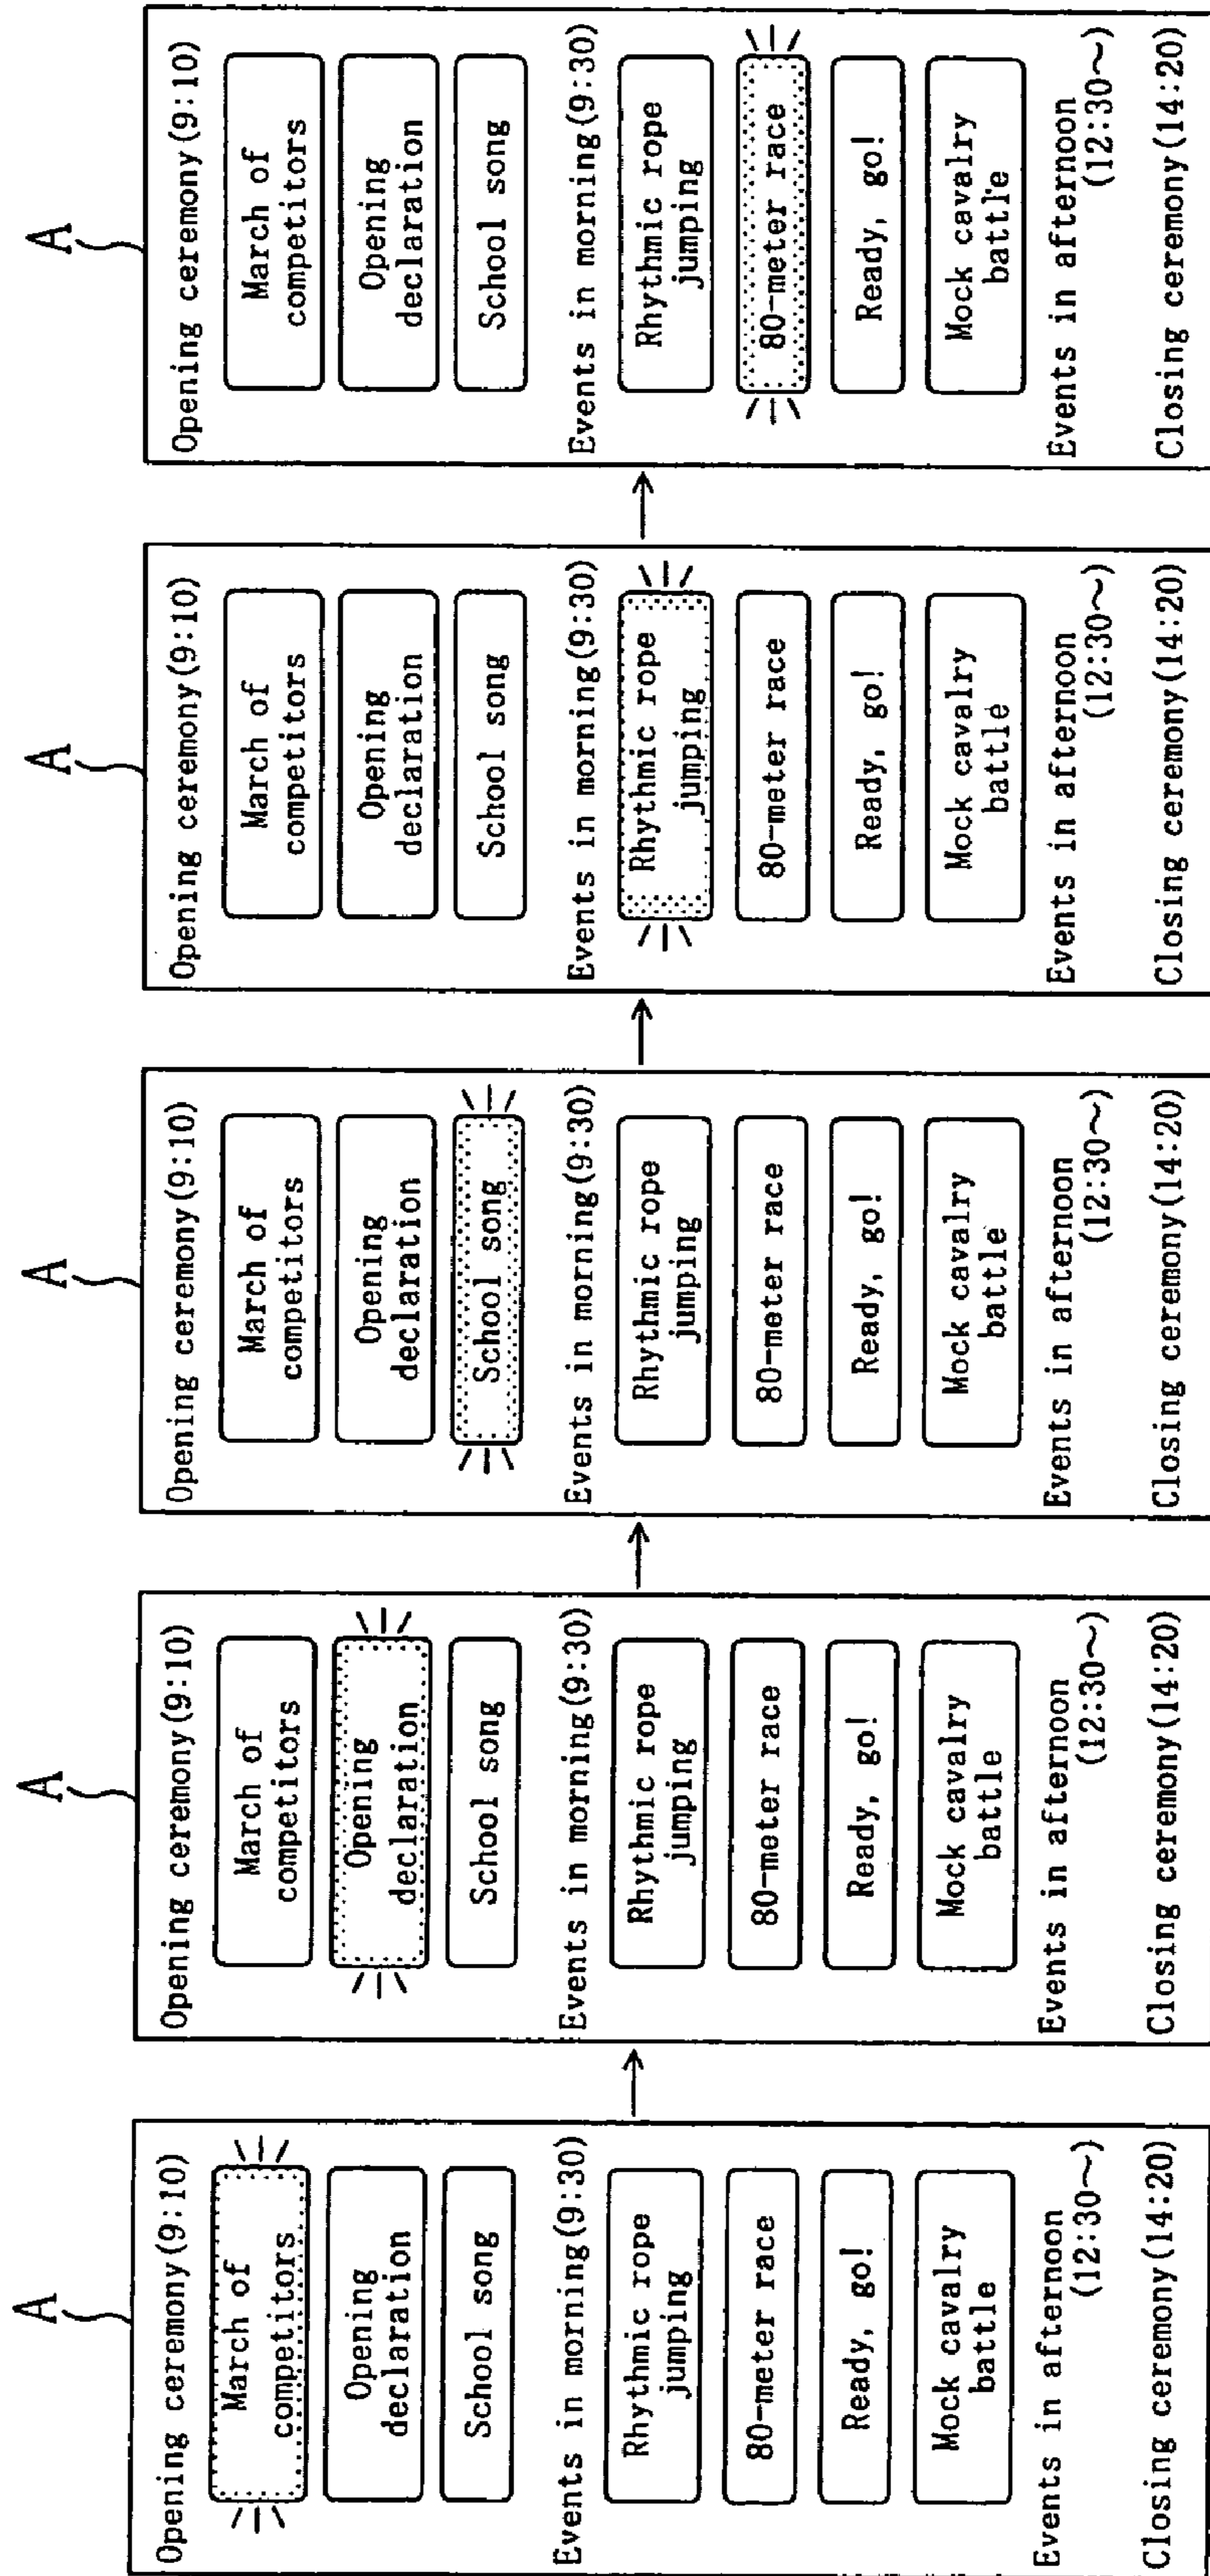 A
Opening ceremony(9:10)
March of
competitors
Opening
declaration
School song
Events in morning(9:30)
Rhythmic rope
jumping
80-meter race
Ready, go!
Mock cavalry
battle
Events in afternoon
(12:30~)
Closing ceremony(14:20)
A
Opening ceremony(9:10)
March of
competitors
Opening
declaration
School song
Events in morning(9:30)
Rhythmic rope
jumping
80-meter race
Ready, go!
Mock cavalry
battle
Events in afternoon
(12:30~)
Closing ceremony(14:20)
A
Opening ceremony(9:10)
March of
competitors
Opening
declaration
School song
Events in morning(9:30)
Rhythmic rope
jumping
80-meter race
Ready, go!
Mock cavalry
battle
Events in afternoon
(12:30~)
Closing ceremony(14:20)
A
Opening ceremony(9:10)
March of
competitors
Opening
declaration
School song
Events in morning(9:30)
Rhythmic rope
jumping
80-meter race
Ready, go!
Mock cavalry
battle
Events in afternoon
(12:30~)
Closing ceremony(14:20)
A
Opening ceremony(9:10)
March of
competitors
Opening
declaration
School song
Events in morning(9:30)
Rhythmic rope
jumping
80-meter race
Ready, go!
Mock cavalry
battle
Events in afternoon
(12:30~)
Closing ceremony(14:20)